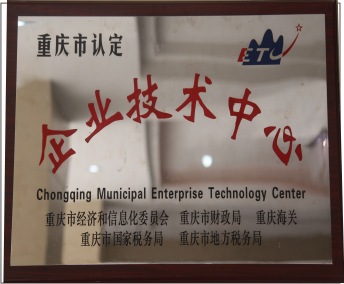 重庆市认定
ETC
企业技术中心
Chongqing Municipal Enterprise Technology Center
重庆市经济和信息化委员会 重庆市财政局 重庆海关
重庆市国家税务局 重庆市地方税务局